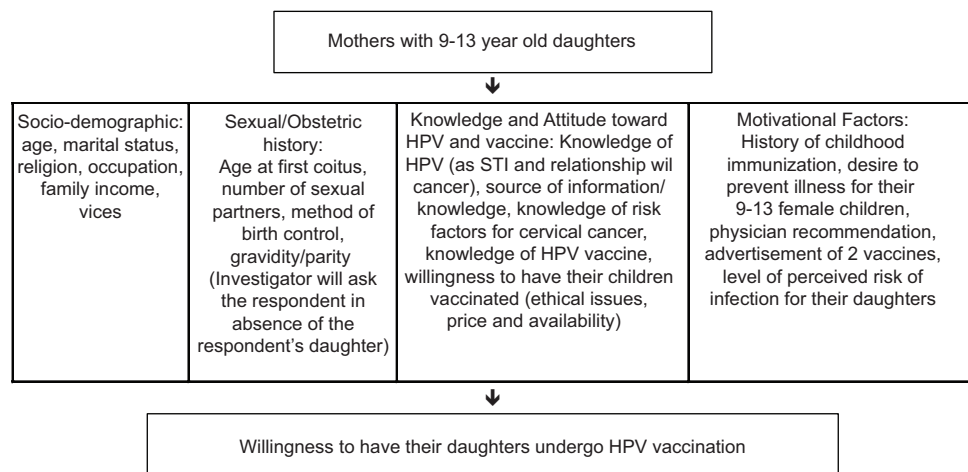 Mothers with 9-13 year old daughters
Socio-demographic:
age, marital status,
religion, occupation,
family income,
vices
Sexual/Obstetric
history:
Age at first coitus,
number of sexual
partners, method of
birth control,
gravidity/parity
(Investigator will ask
the respondent in
absence of the
respondent's daughter)
Knowledge and Attitude toward
HPV and vaccine: Knowledge of
HPV (as STI and relationship wil
cancer), source of information/
knowledge, knowledge of risk
factors for cervical cancer,
knowledge of HPV vaccine,
willingness to have their children
vaccinated (ethical issues,
price and availability)
Motivational Factors:
History of childhood
immunization, desire to
prevent illness for their
9-13 female children,
physician recommendation,
advertisement of 2 vaccines,
level of perceived risk of
infection for their daughters
Willingness to have their daughters undergo HPV vaccination